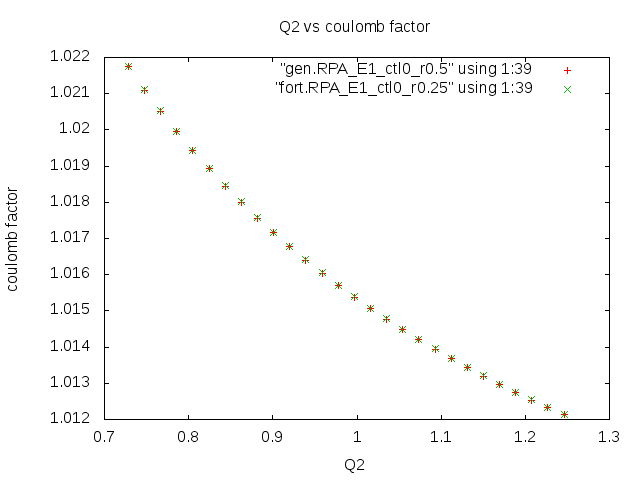 Q2 vs coulomb factor
"gen.RPA_E1_ctl0_r0.5" using 1:39
"fort.RPA_E1_ctl0_r0.25" using 1:39
coulomb factor
1.022
1.021
1.02
1.019
1.018
1.017
1.016
1.015
1.014
1.013
1.012
0.7 0.8 0.9 1 1.1 1.2 1.3
Q2